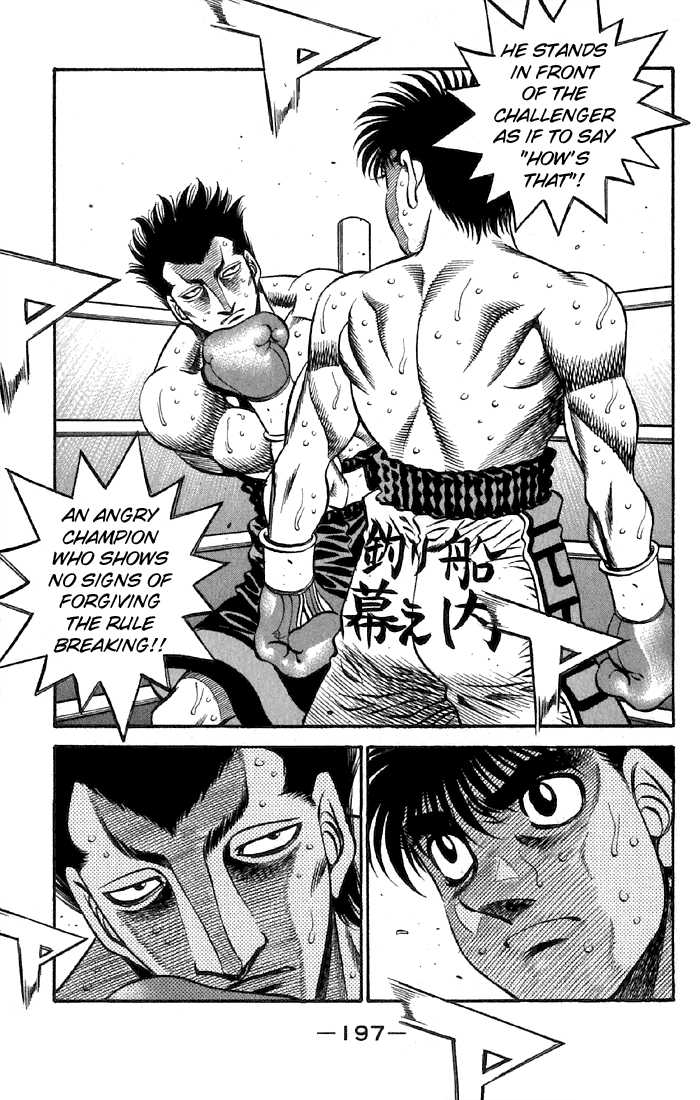 HE STANDS
IN FRONT
OF THE
CHALLENGER
AS IF TO SAY
"HOW'S
THAT"!
AN ANGRY
CHAMPION
WHO SHOWS
NO SIGNS OF
FORGIVING
THE RULE
BREAKING!!
釣り船
幕之内
—197—